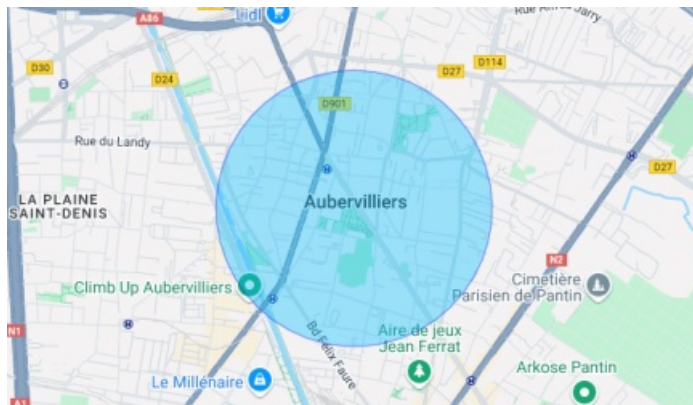 A86
Lidl
Rue Alfred Jarry
D30
D24
D27
D114
D901
Rue du Landy
D27
LA PLAINE
SAINT-DENIS
Aubervilliers
N2
Climb Up Aubervilliers
Cimetière
Parisien de Pantin
N1
Bd Félix Faure
Aire de jeux
Jean Ferrat
Le Millénaire
Arkose Pantin
A1